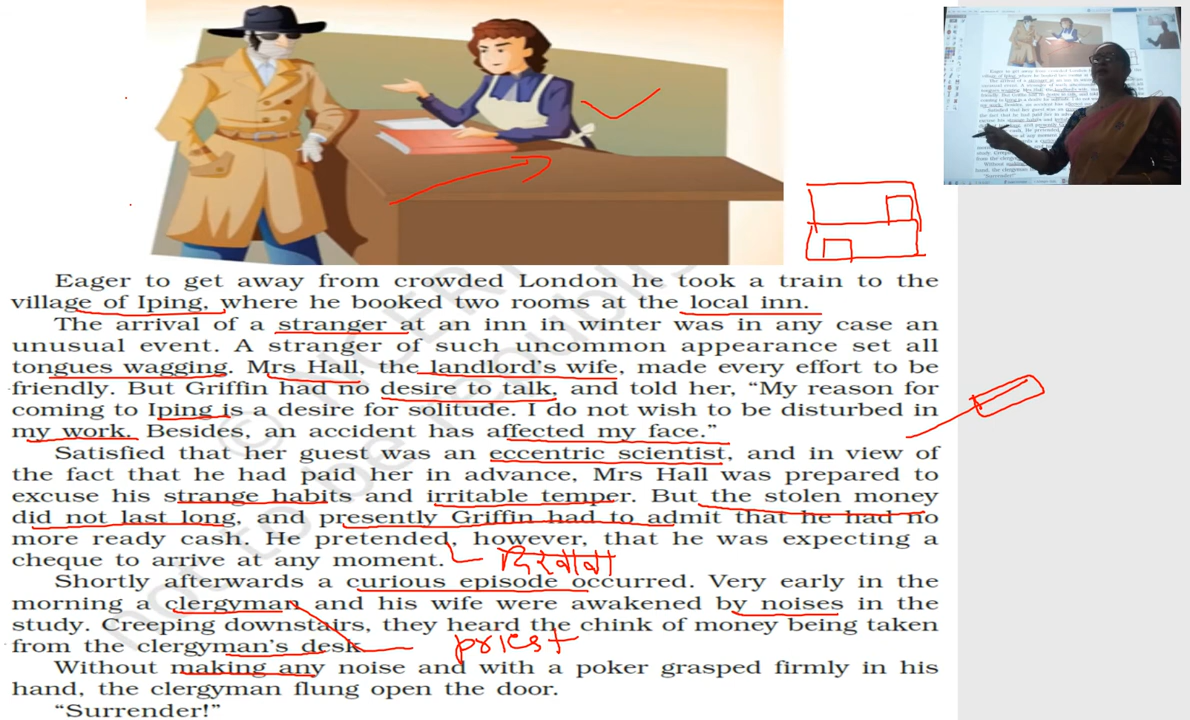 Eager to get away from crowded London he took a train to the
village of Iping, where he booked two rooms at the local inn.
The arrival of a stranger at an inn in winter was in any case an
unusual event. A stranger of such uncommon appearance set all
tongues wagging. Mrs Hall, the landlord's wife, made every effort to be
friendly. But Griffin had no desire to talk, and told her, “My reason for
coming to Iping is a desire for solitude. I do not wish to be disturbed in
my work. Besides, an accident has affected my face.”
Satisfied that her guest was an eccentric scientist, and in view of
the fact that he had paid her in advance, Mrs Hall was prepared to
excuse his strange habits and irritable temper. But the stolen money
did not last long, and presently Griffin had to admit that he had no
more ready cash. He pretended, however, that he was expecting a
cheque to arrive at any moment.
दिखावा
Shortly afterwards a curious episode occurred. Very early in the
morning a clergyman and his wife were awakened by noises in the
study. Creeping downstairs, they heard the chink of money being taken
from the clergyman's desk.
priest
Without making any noise and with a poker grasped firmly in his
hand, the clergyman flung open the door.
“Surrender!”
© NCERT
not to be republis